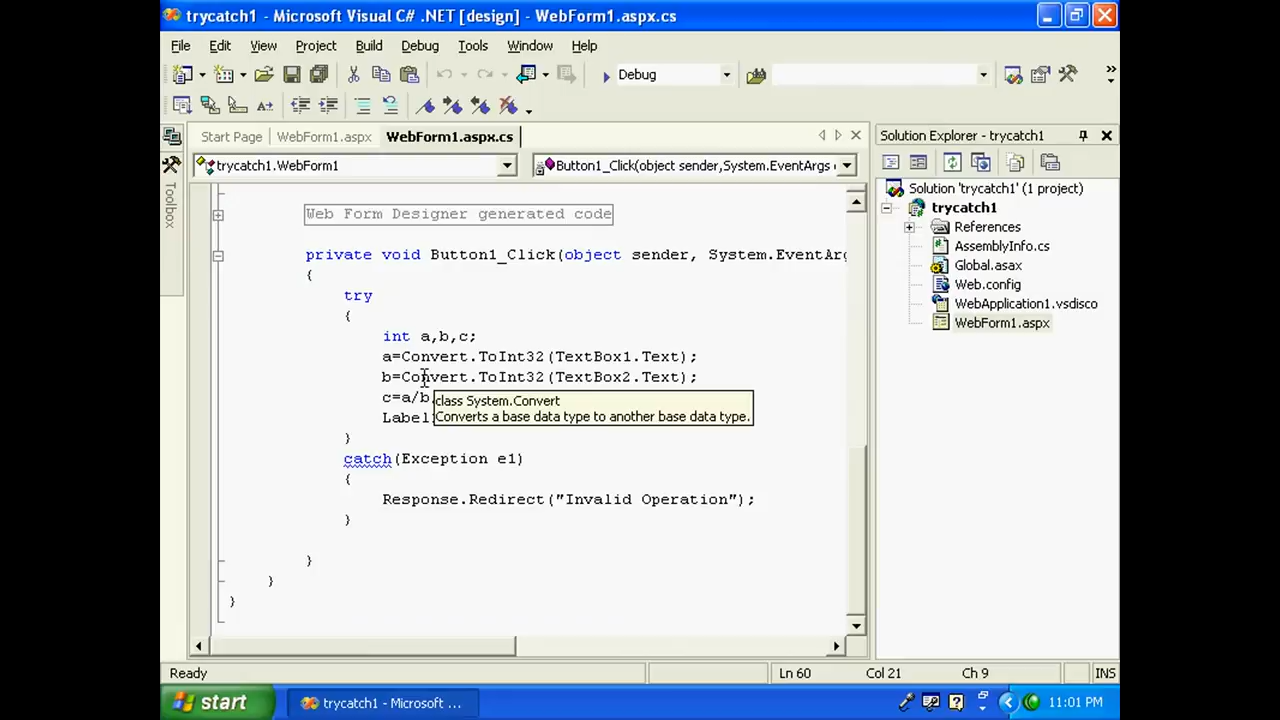 trycatch1 - Microsoft Visual C# .NET [design] - WebForm1.aspx.cs
File Edit View Project Build Debug Tools Window Help
Debug
Start Page WebForm1.aspx WebForm1.aspx.cs
Solution Explorer - trycatch1
trycatch1.WebForm1 Button1_Click(object sender,System.EventArgs
Toolbox
Solution 'trycatch1' (1 project)
trycatch1
References
AssemblyInfo.cs
Global.asax
Web.config
WebApplication1.vsdisco
WebForm1.aspx
Web Form Designer generated code
private void Button1_Click(object sender, System.EventArg
{
try
{
int a,b,c;
a=Convert.ToInt32(TextBox1.Text);
b=Convert.ToInt32(TextBox2.Text);
c=a/b
class System.Convert
Converts a base data type to another base data type.
Label
}
catch(Exception e1)
{
Response.Redirect("Invalid Operation");
}
}
}
}
Ready Ln 60 Col 21 Ch 9 INS
start trycatch1 - Microsoft ... 11:01 PM